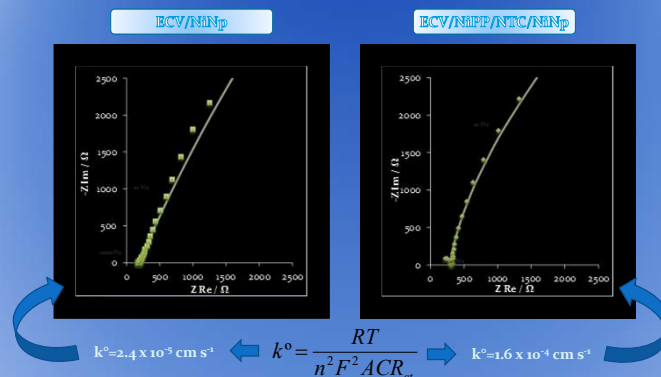 ECV/NiNp
ECV/NiPP/NTC/NiNp
-Z Im / Ω
2500
2000
1500
1000
500
0
0 500 1000 1500 2000 2500
Z Re / Ω
-Z Im / Ω
2500
2000
1500
1000
500
0
0 500 1000 1500 2000 2500
Z Re / Ω
k°=2.4 x 10⁻⁵ cm s⁻¹
k° = RT / n²F²ACR_ct
k°=1.6 x 10⁻⁴ cm s⁻¹